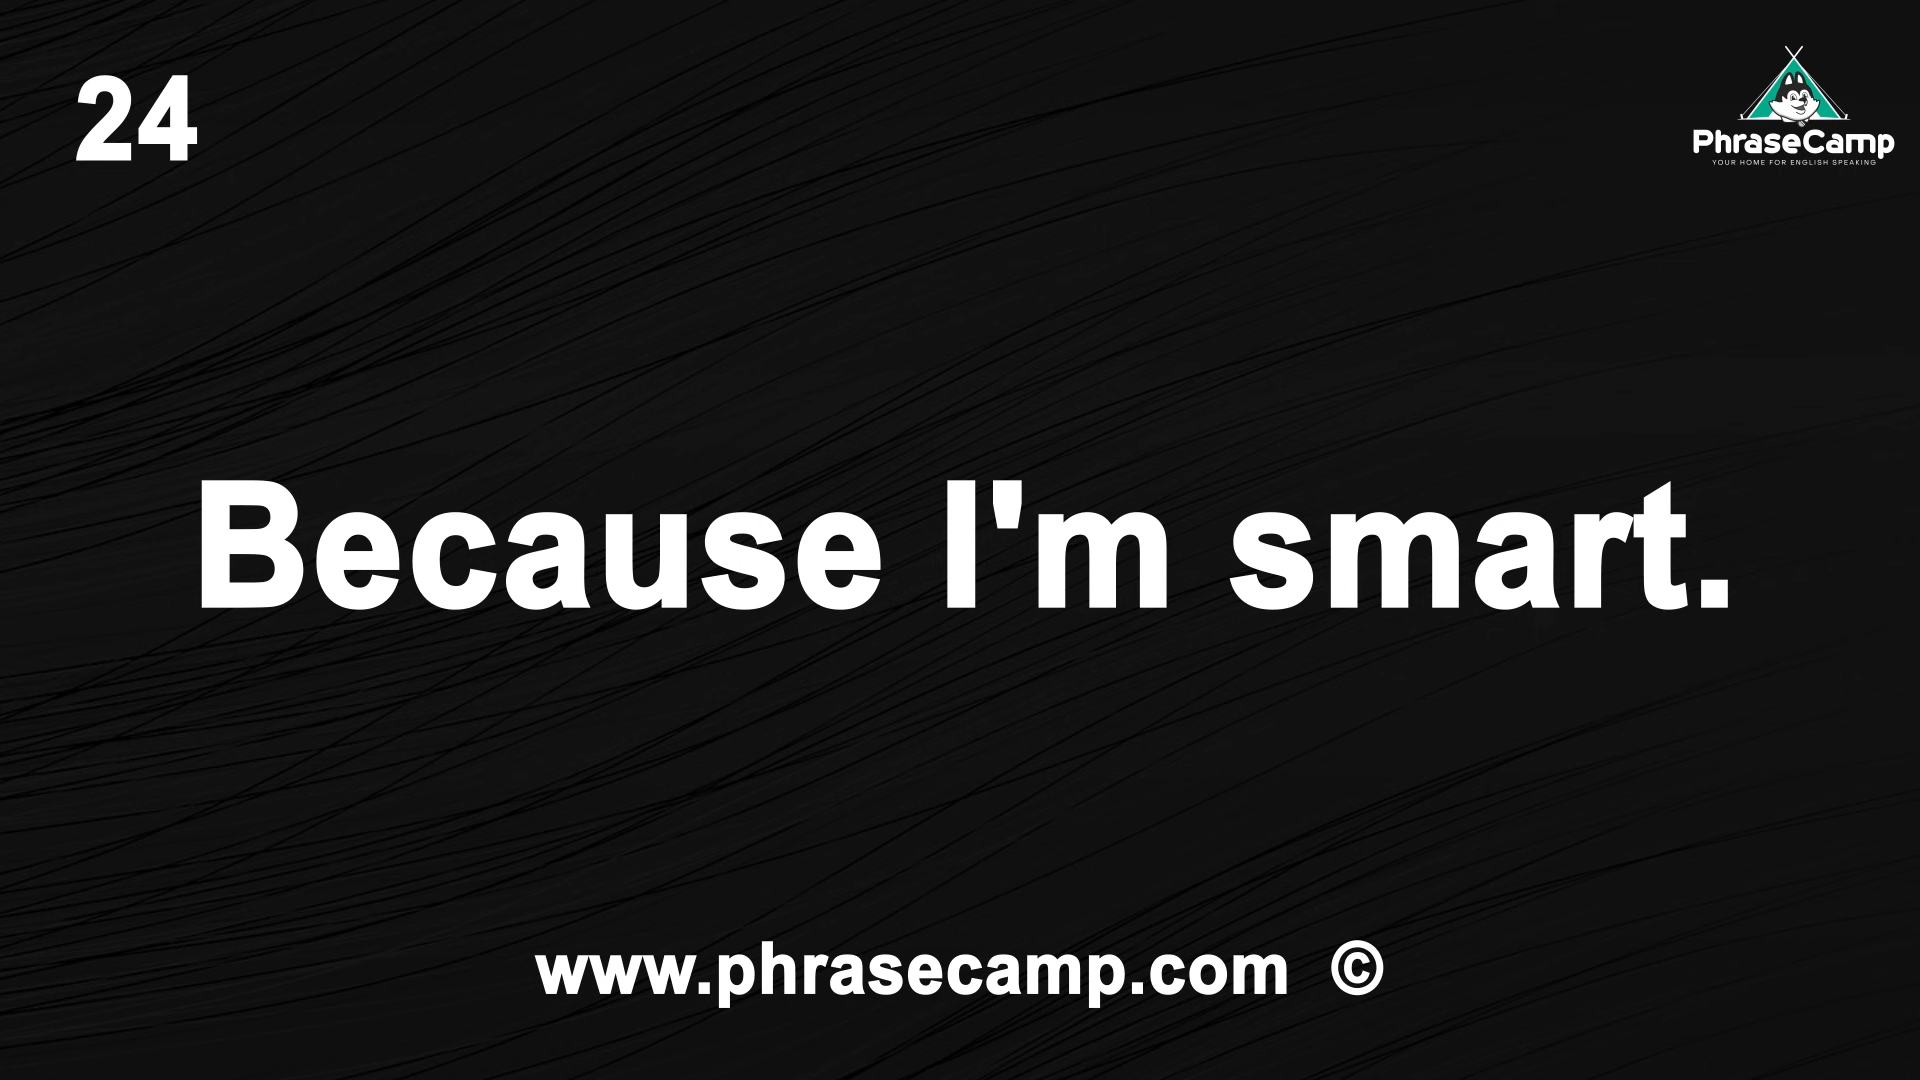 24
PhraseCamp
YOUR HOME FOR ENGLISH SPEAKING
Because I'm smart.
www.phrasecamp.com ©